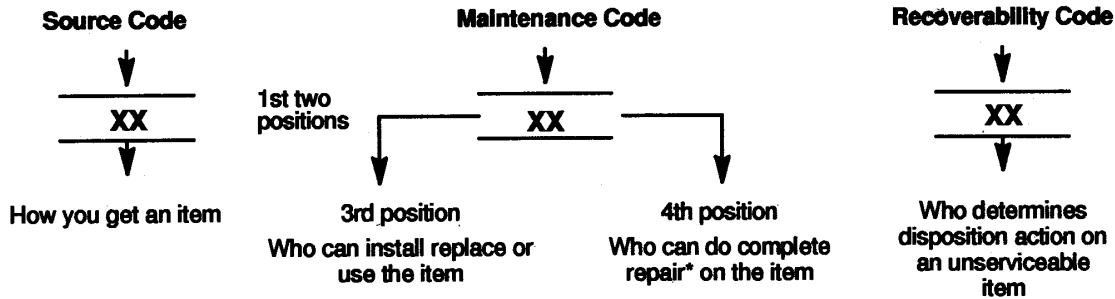 Source Code
Maintenance Code
Recoverability Code
XX
1st two
positions
XX
XX
How you get an item
3rd position
Who can install replace or
use the item
4th position
Who can do complete
repair* on the item
Who determines
disposition action on
an unserviceable
item